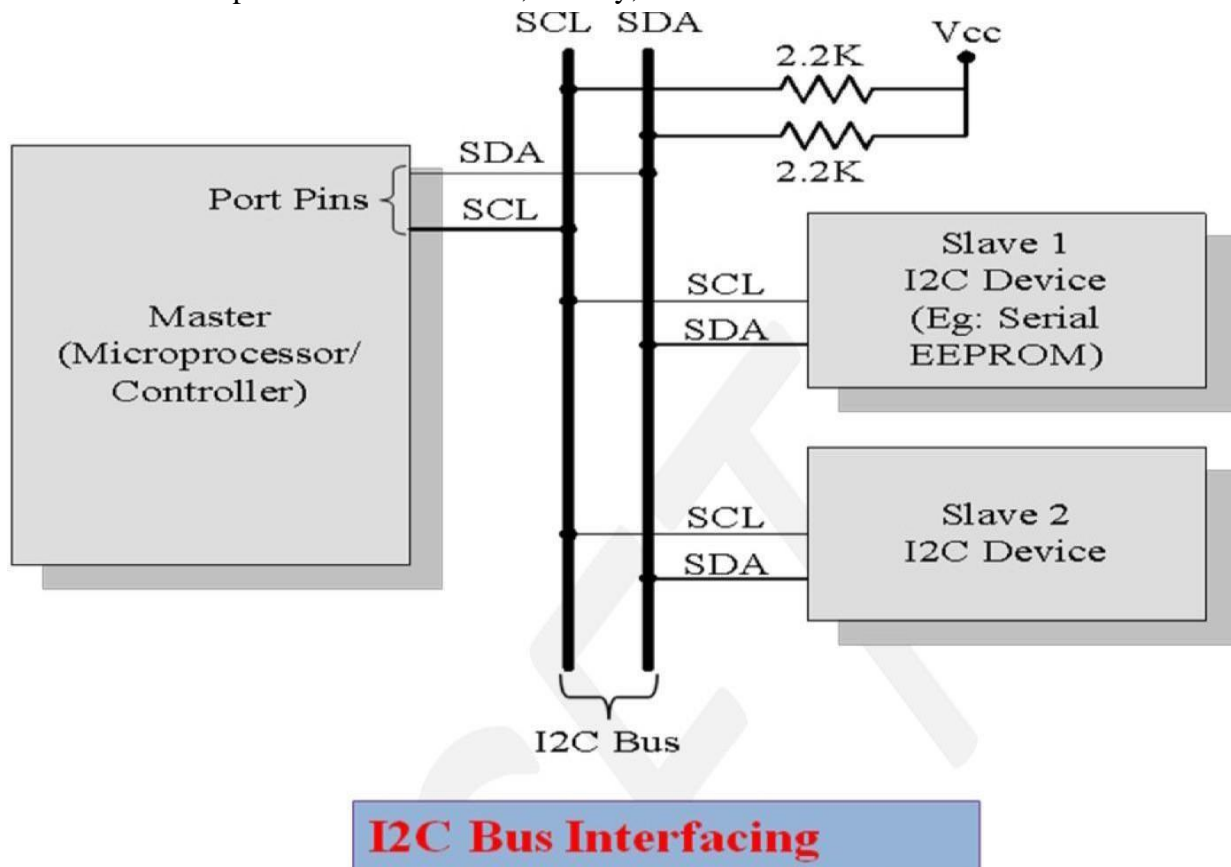 SCL SDA
Vcc
2.2K
2.2K
SDA
Port Pins
SCL
Master
(Microprocessor/
Controller)
SCL
SDA
Slave 1
I2C Device
(Eg: Serial
EEPROM)
SCL
SDA
Slave 2
I2C Device
I2C Bus
I2C Bus Interfacing